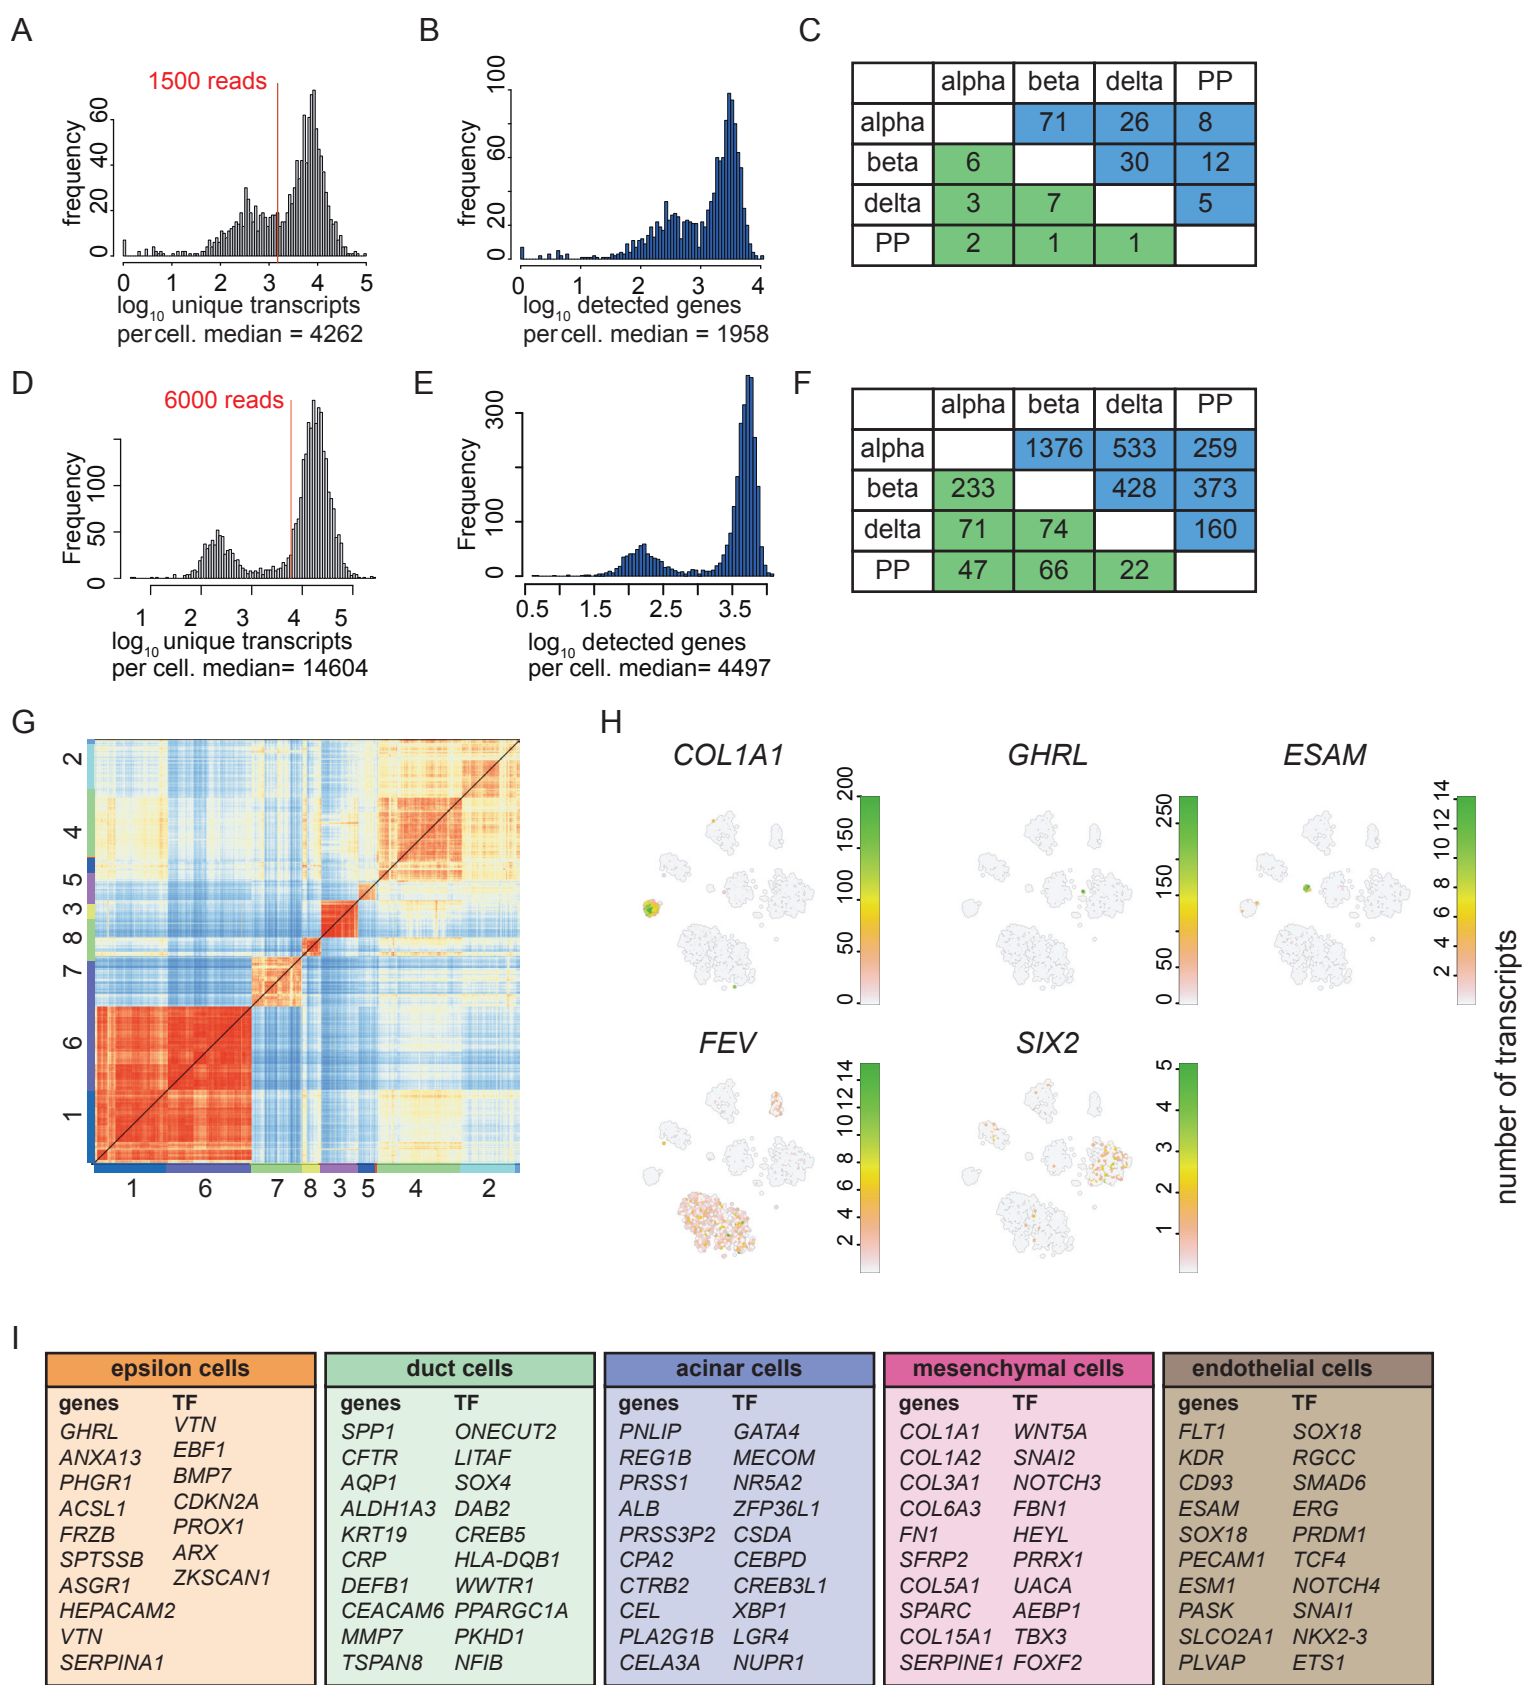 A
1500 reads
frequency
0 20 40 60
0 1 2 3 4 5
log10 unique transcripts
per cell. median = 4262
B
frequency
0 20 60 100
0 1 2 3 4
log10 detected genes
per cell. median = 1958
C
alpha beta delta PP
alpha 71 26 8
beta 6 30 12
delta 3 7 5
PP 2 1 1
D
6000 reads
Frequency
0 50 100
1 2 3 4 5
log10 unique transcripts
per cell. median= 14604
E
Frequency
0 100 300
0.5 1.5 2.5 3.5
log10 detected genes
per cell. median= 4497
F
alpha beta delta PP
alpha 1376 533 259
beta 233 428 373
delta 71 74 160
PP 47 66 22
G
2
4
5
3
8
7
6
1
1 6 7 8 3 5 4 2
H
COL1A1
0 50 100 150 200
GHRL
0 50 150 250
ESAM
2 4 6 8 10 12 14
FEV
2 4 6 8 10 12 14
SIX2
1 2 3 4 5
number of transcripts
I
epsilon cells
genes TF
GHRL VTN
ANXA13 EBF1
PHGR1 BMP7
ACSL1 CDKN2A
FRZB PROX1
SPTSSB ARX
ASGR1 ZKSCAN1
HEPACAM2
VTN
SERPINA1
duct cells
genes TF
SPP1 ONECUT2
CFTR LITAF
AQP1 SOX4
ALDH1A3 DAB2
KRT19 CREB5
CRP HLA-DQB1
DEFB1 WWTR1
CEACAM6 PPARGC1A
MMP7 PKHD1
TSPAN8 NFIB
acinar cells
genes TF
PNLIP GATA4
REG1B MECOM
PRSS1 NR5A2
ALB ZFP36L1
PRSS3P2 CSDA
CPA2 CEBPD
CTRB2 CREB3L1
CEL XBP1
PLA2G1B LGR4
CELA3A NUPR1
mesenchymal cells
genes TF
COL1A1 WNT5A
COL1A2 SNAI2
COL3A1 NOTCH3
COL6A3 FBN1
FN1 HEYL
SFRP2 PRRX1
COL5A1 UACA
SPARC AEBP1
COL15A1 TBX3
SERPINE1 FOXF2
endothelial cells
genes TF
FLT1 SOX18
KDR RGCC
CD93 SMAD6
ESAM ERG
SOX18 PRDM1
PECAM1 TCF4
ESM1 NOTCH4
PASK SNAI1
SLCO2A1 NKX2-3
PLVAP ETS1